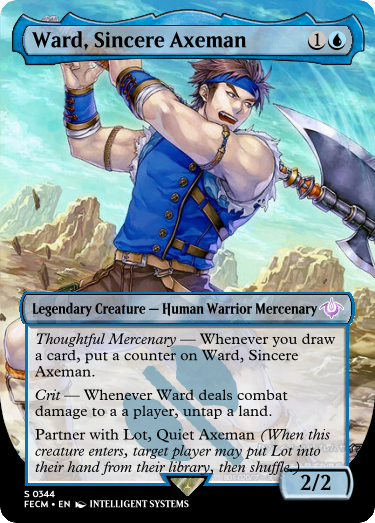 Ward, Sincere Axeman 1
Legendary Creature — Human Warrior Mercenary
Thoughtful Mercenary — Whenever you draw
a card, put a counter on Ward, Sincere
Axeman.
Crit — Whenever Ward deals combat
damage to a a player, untap a land.
Partner with Lot, Quiet Axeman (When this
creature enters, target player may put Lot into
their hand from their library, then shuffle.)
2/2
S 0344
FECM • EN INTELLIGENT SYSTEMS